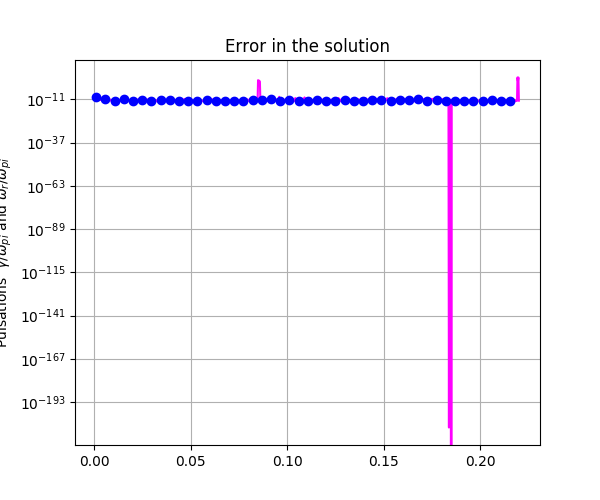 Error in the solution
Pulsations γ/ω_pi and ω_r/ω_pi
10^−11
10^−37
10^−63
10^−89
10^−115
10^−141
10^−167
10^−193
0.00 0.05 0.10 0.15 0.20